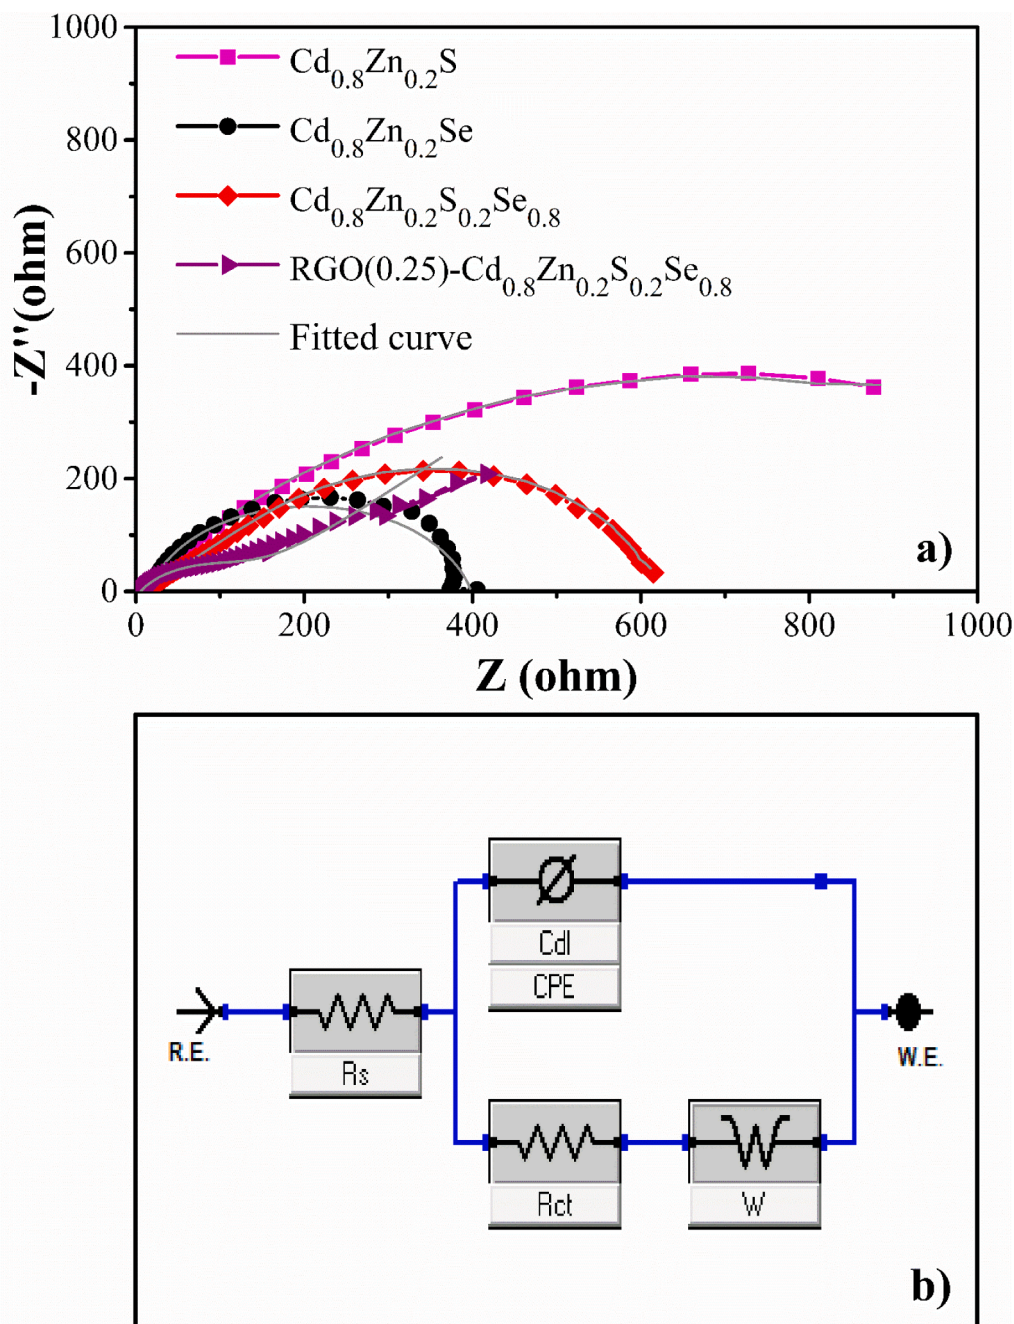 1000
800
600
400
200
0
-Z''(ohm)
Cd0.8Zn0.2S
Cd0.8Zn0.2Se
Cd0.8Zn0.2S0.2Se0.8
RGO(0.25)-Cd0.8Zn0.2S0.2Se0.8
Fitted curve
a)
0 200 400 600 800 1000
Z (ohm)
Cdl
CPE
R.E.
Rs
W.E.
Rct
W
b)